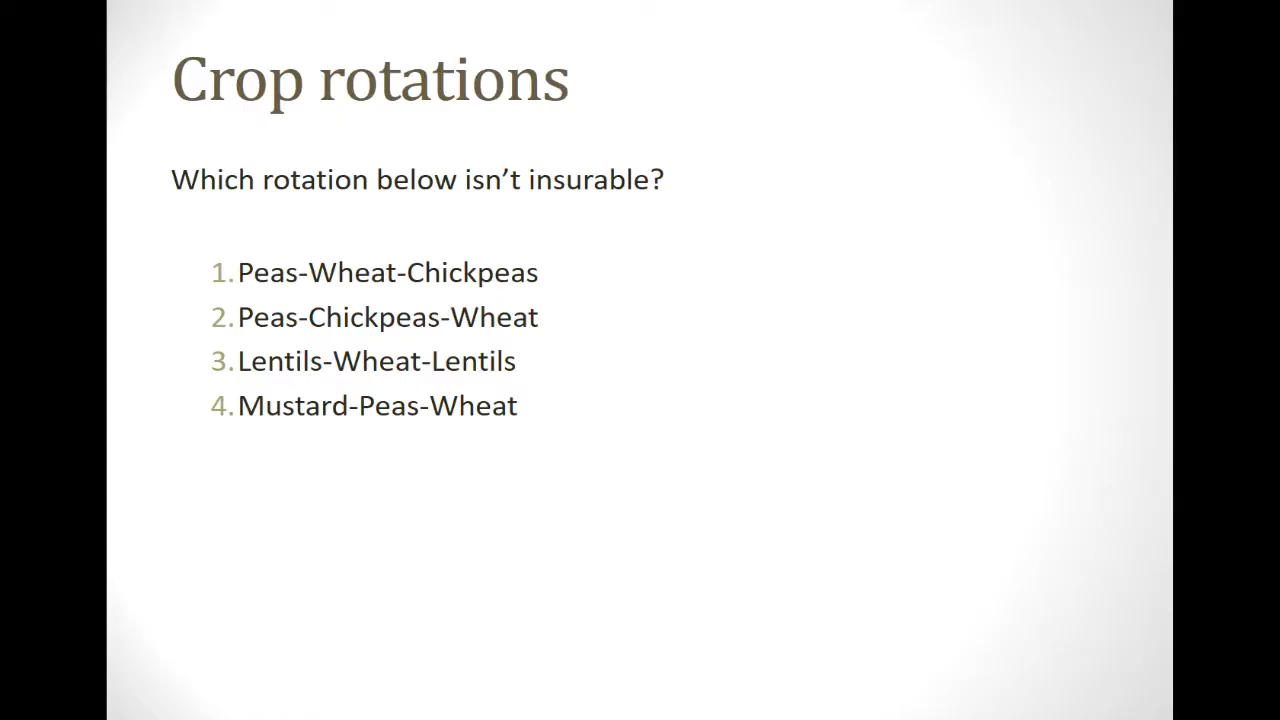 Crop rotations
Which rotation below isn’t insurable?
1. Peas-Wheat-Chickpeas
2. Peas-Chickpeas-Wheat
3. Lentils-Wheat-Lentils
4. Mustard-Peas-Wheat